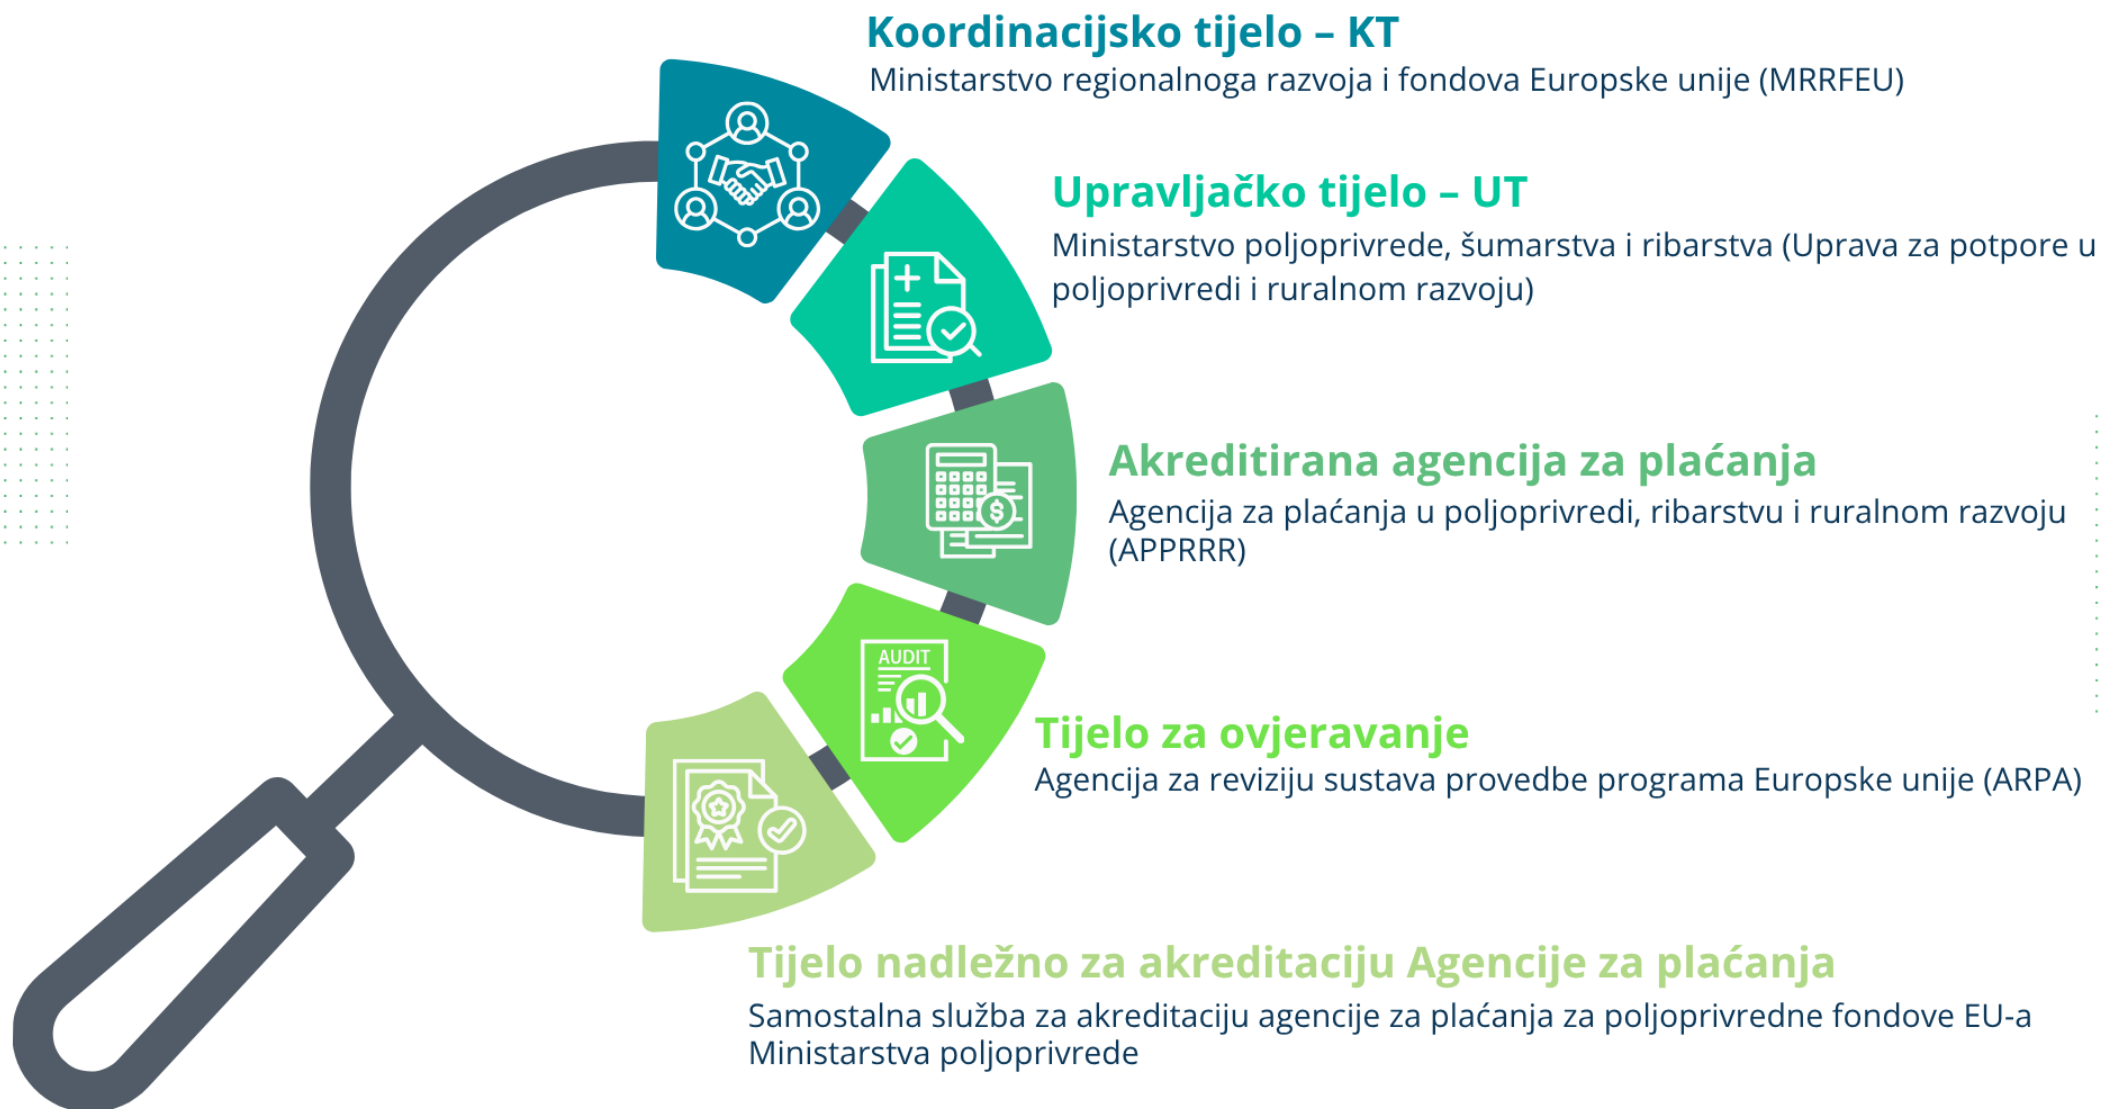 Koordinacijsko tijelo – KT
Ministarstvo regionalnoga razvoja i fondova Europske unije (MRRFEU)
Upravljačko tijelo – UT
Ministarstvo poljoprivrede, šumarstva i ribarstva (Uprava za potpore u
poljoprivredi i ruralnom razvoju)
Akreditirana agencija za plaćanja
Agencija za plaćanja u poljoprivredi, ribarstvu i ruralnom razvoju
(APPRRR)
AUDIT
Tijelo za ovjeravanje
Agencija za reviziju sustava provedbe programa Europske unije (ARPA)
Tijelo nadležno za akreditaciju Agencije za plaćanja
Samostalna služba za akreditaciju agencije za plaćanja za poljoprivredne fondove EU-a
Ministarstva poljoprivrede